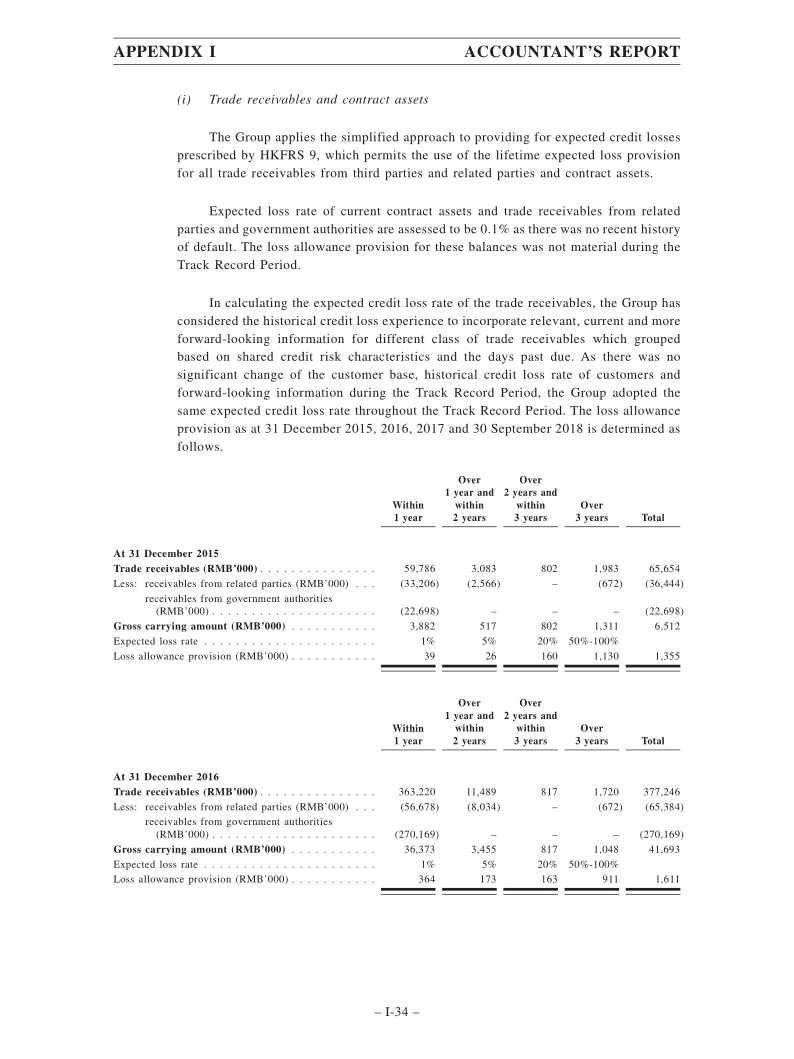 APPENDIX I ACCOUNTANT'S REPORT
(i) Trade receivables and contract assets
The Group applies the simplified approach to providing for expected credit losses
prescribed by HKFRS 9, which permits the use of the lifetime expected loss provision
for all trade receivables from third parties and related parties and contract assets.
Expected loss rate of current contract assets and trade receivables from related
parties and government authorities are assessed to be 0.1% as there was no recent history
of default. The loss allowance provision for these balances was not material during the
Track Record Period.
In calculating the expected credit loss rate of the trade receivables, the Group has
considered the historical credit loss experience to incorporate relevant, current and more
forward-looking information for different class of trade receivables which grouped
based on shared credit risk characteristics and the days past due. As there was no
significant change of the customer base, historical credit loss rate of customers and
forward-looking information during the Track Record Period, the Group adopted the
same expected credit loss rate throughout the Track Record Period. The loss allowance
provision as at 31 December 2015, 2016, 2017 and 30 September 2018 is determined as
follows.
Over Over
1 year and 2 years and
Within within within Over
1 year 2 years 3 years 3 years Total
At 31 December 2015
Trade receivables (RMB'000) . . . . . . . . . . . . . . . 59,786 3,083 802 1,983 65,654
Less: receivables from related parties (RMB'000) . . . (33,206) (2,566) – (672) (36,444)
receivables from government authorities
(RMB'000) . . . . . . . . . . . . . . . . . . . . . (22,698) – – – (22,698)
Gross carrying amount (RMB'000) . . . . . . . . . . . 3,882 517 802 1,311 6,512
Expected loss rate . . . . . . . . . . . . . . . . . . . . . . . 1% 5% 20% 50%-100%
Loss allowance provision (RMB'000) . . . . . . . . . . . 39 26 160 1,130 1,355
Over Over
1 year and 2 years and
Within within within Over
1 year 2 years 3 years 3 years Total
At 31 December 2016
Trade receivables (RMB'000) . . . . . . . . . . . . . . . 363,220 11,489 817 1,720 377,246
Less: receivables from related parties (RMB'000) . . . (56,678) (8,034) – (672) (65,384)
receivables from government authorities
(RMB'000) . . . . . . . . . . . . . . . . . . . . . (270,169) – – – (270,169)
Gross carrying amount (RMB'000) . . . . . . . . . . . 36,373 3,455 817 1,048 41,693
Expected loss rate . . . . . . . . . . . . . . . . . . . . . . . 1% 5% 20% 50%-100%
Loss allowance provision (RMB'000) . . . . . . . . . . . 364 173 163 911 1,611
– I-34 –